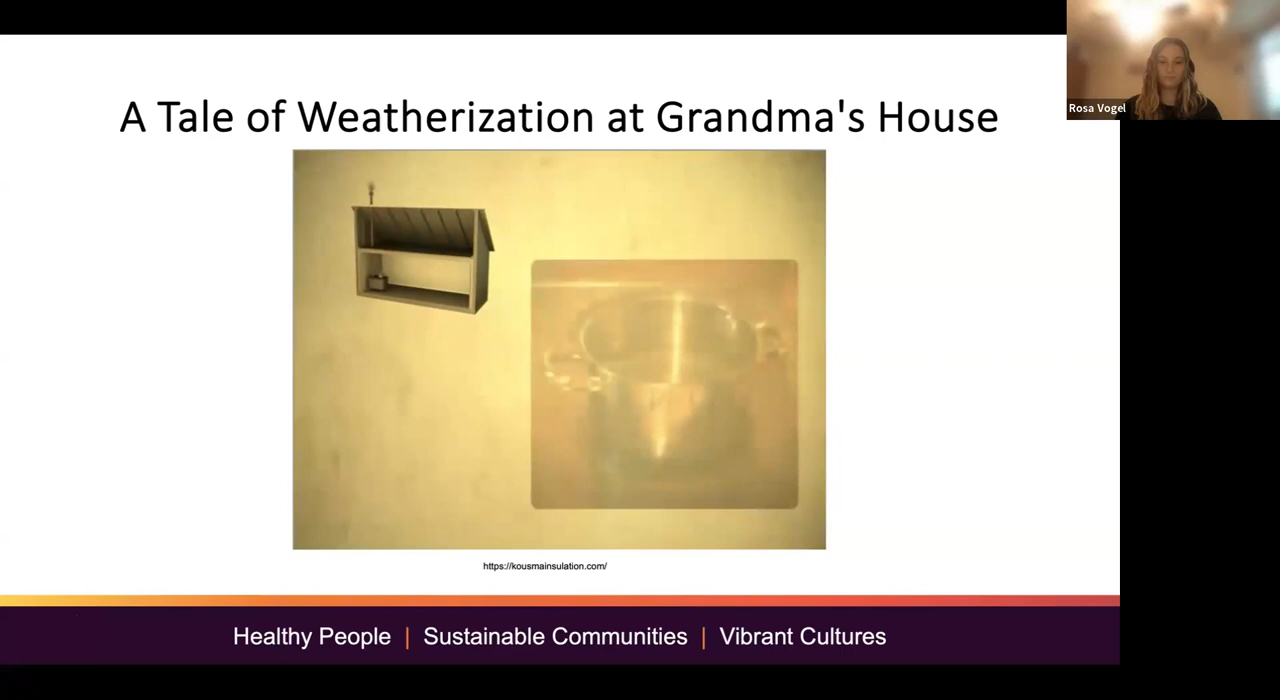 A Tale of Weatherization at Grandma's House
Rosa Vogel
https://kousmainsulation.com/
Healthy People | Sustainable Communities | Vibrant Cultures